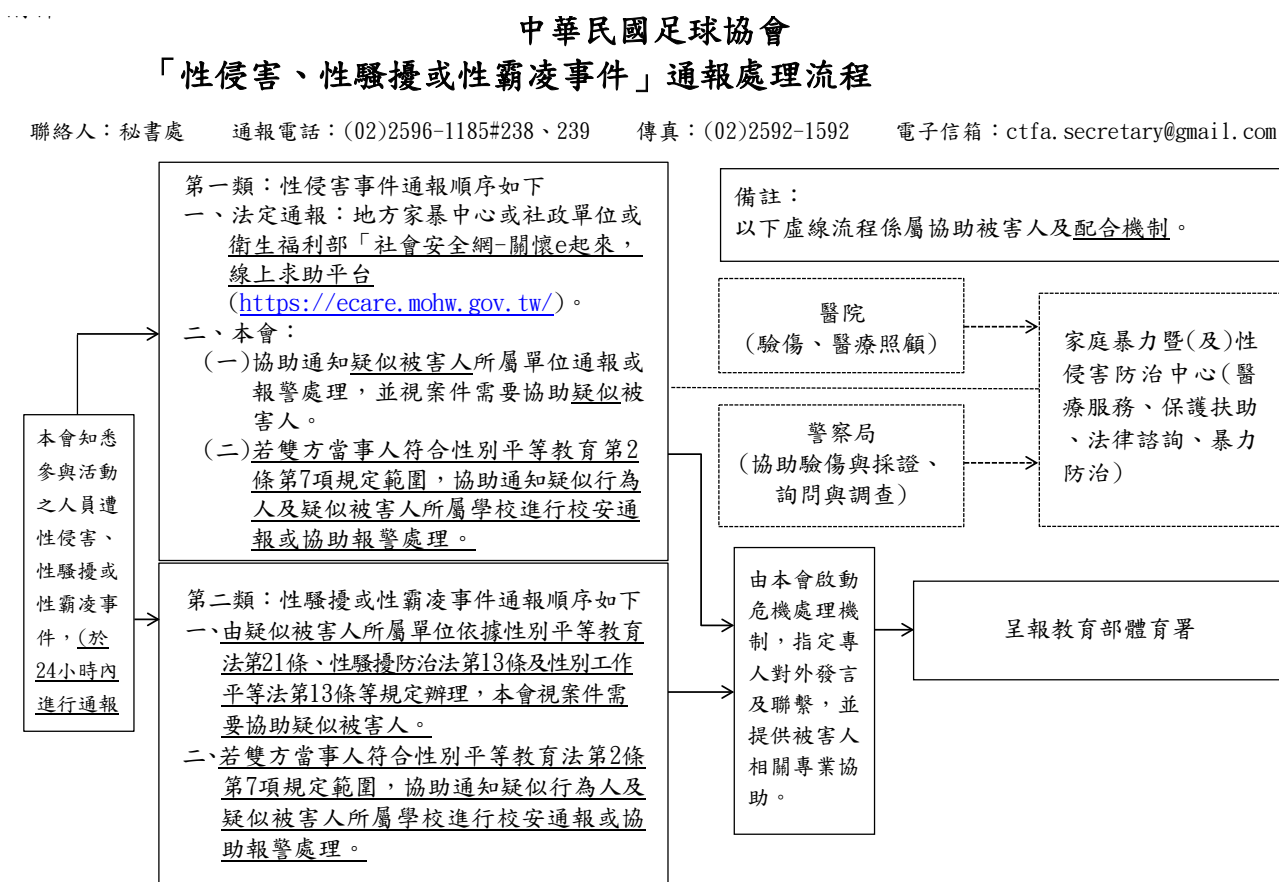 中華民國足球協會
「性侵害、性騷擾或性霸凌事件」通報處理流程
聯絡人：秘書處　通報電話：(02)2596-1185#238、239　傳真：(02)2592-1592　電子信箱：ctfa.secretary@gmail.com
本會知悉
參與活動
之人員遭
性侵害、
性騷擾或
性霸凌事
件，(於
24小時內
進行通報
第一類：性侵害事件通報順序如下
一、法定通報：地方家暴中心或社政單位或
衛生福利部「社會安全網-關懷e起來，
線上求助平台
(https://ecare.mohw.gov.tw/)。
二、本會：
(一)協助通知疑似被害人所屬單位通報或
報警處理，並視案件需要協助疑似被
害人。
(二)若雙方當事人符合性別平等教育第2
條第7項規定範圍，協助通知疑似行為
人及疑似被害人所屬學校進行校安通
報或協助報警處理。
第二類：性騷擾或性霸凌事件通報順序如下
一、由疑似被害人所屬單位依據性別平等教育
法第21條、性騷擾防治法第13條及性別工作
平等法第13條等規定辦理，本會視案件需
要協助疑似被害人。
二、若雙方當事人符合性別平等教育法第2條
第7項規定範圍，協助通知疑似行為人及
疑似被害人所屬學校進行校安通報或協
助報警處理。
備註：
以下虛線流程係屬協助被害人及配合機制。
醫院
(驗傷、醫療照顧)
警察局
(協助驗傷與採證、
詢問與調查)
家庭暴力暨(及)性
侵害防治中心(醫
療服務、保護扶助
、法律諮詢、暴力
防治)
由本會啟動
危機處理機
制，指定專
人對外發言
及聯繫，並
提供被害人
相關專業協
助。
呈報教育部體育署